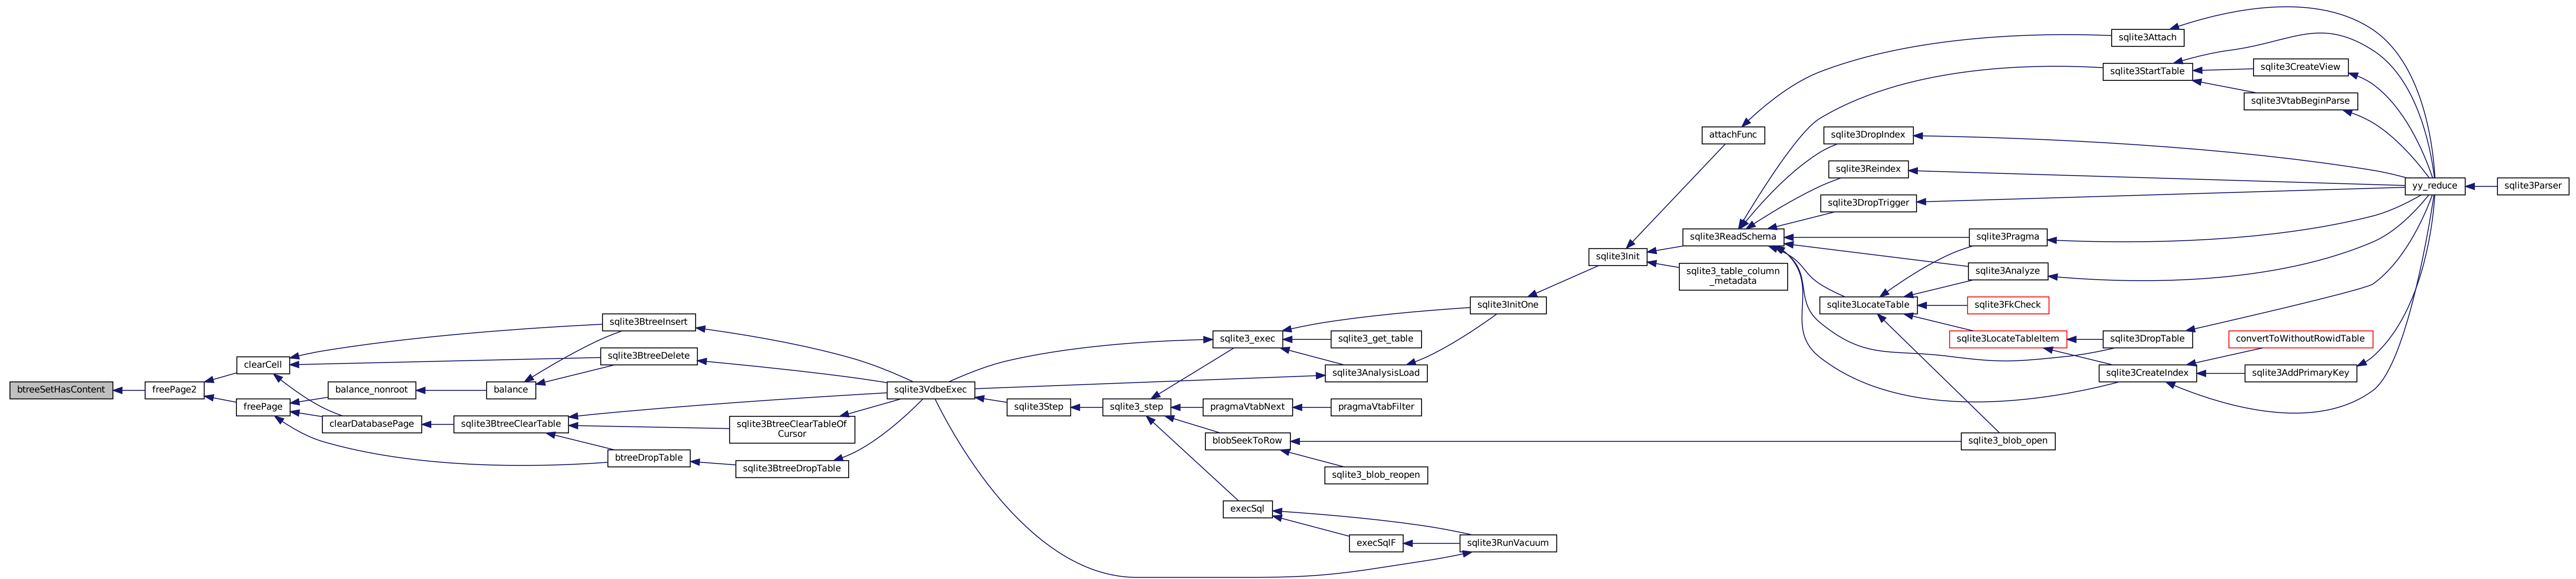 btreeSetHasContent
freePage2
clearCell
freePage
balance_nonroot
clearDatabasePage
balance
sqlite3BtreeClearTable
sqlite3BtreeInsert
sqlite3BtreeDelete
btreeDropTable
sqlite3BtreeClearTableOf
Cursor
sqlite3BtreeDropTable
sqlite3VdbeExec
sqlite3Step
sqlite3_step
sqlite3_exec
pragmaVtabNext
blobSeekToRow
execSql
sqlite3_get_table
sqlite3AnalysisLoad
pragmaVtabFilter
sqlite3_blob_reopen
execSqlF
sqlite3InitOne
sqlite3RunVacuum
sqlite3Init
attachFunc
sqlite3ReadSchema
sqlite3_table_column
_metadata
sqlite3DropIndex
sqlite3Reindex
sqlite3DropTrigger
sqlite3LocateTable
sqlite3Pragma
sqlite3Analyze
sqlite3FkCheck
sqlite3LocateTableItem
sqlite3_blob_open
sqlite3Attach
sqlite3StartTable
sqlite3DropTable
sqlite3CreateIndex
sqlite3CreateView
sqlite3VtabBeginParse
convertToWithoutRowidTable
sqlite3AddPrimaryKey
yy_reduce
sqlite3Parser